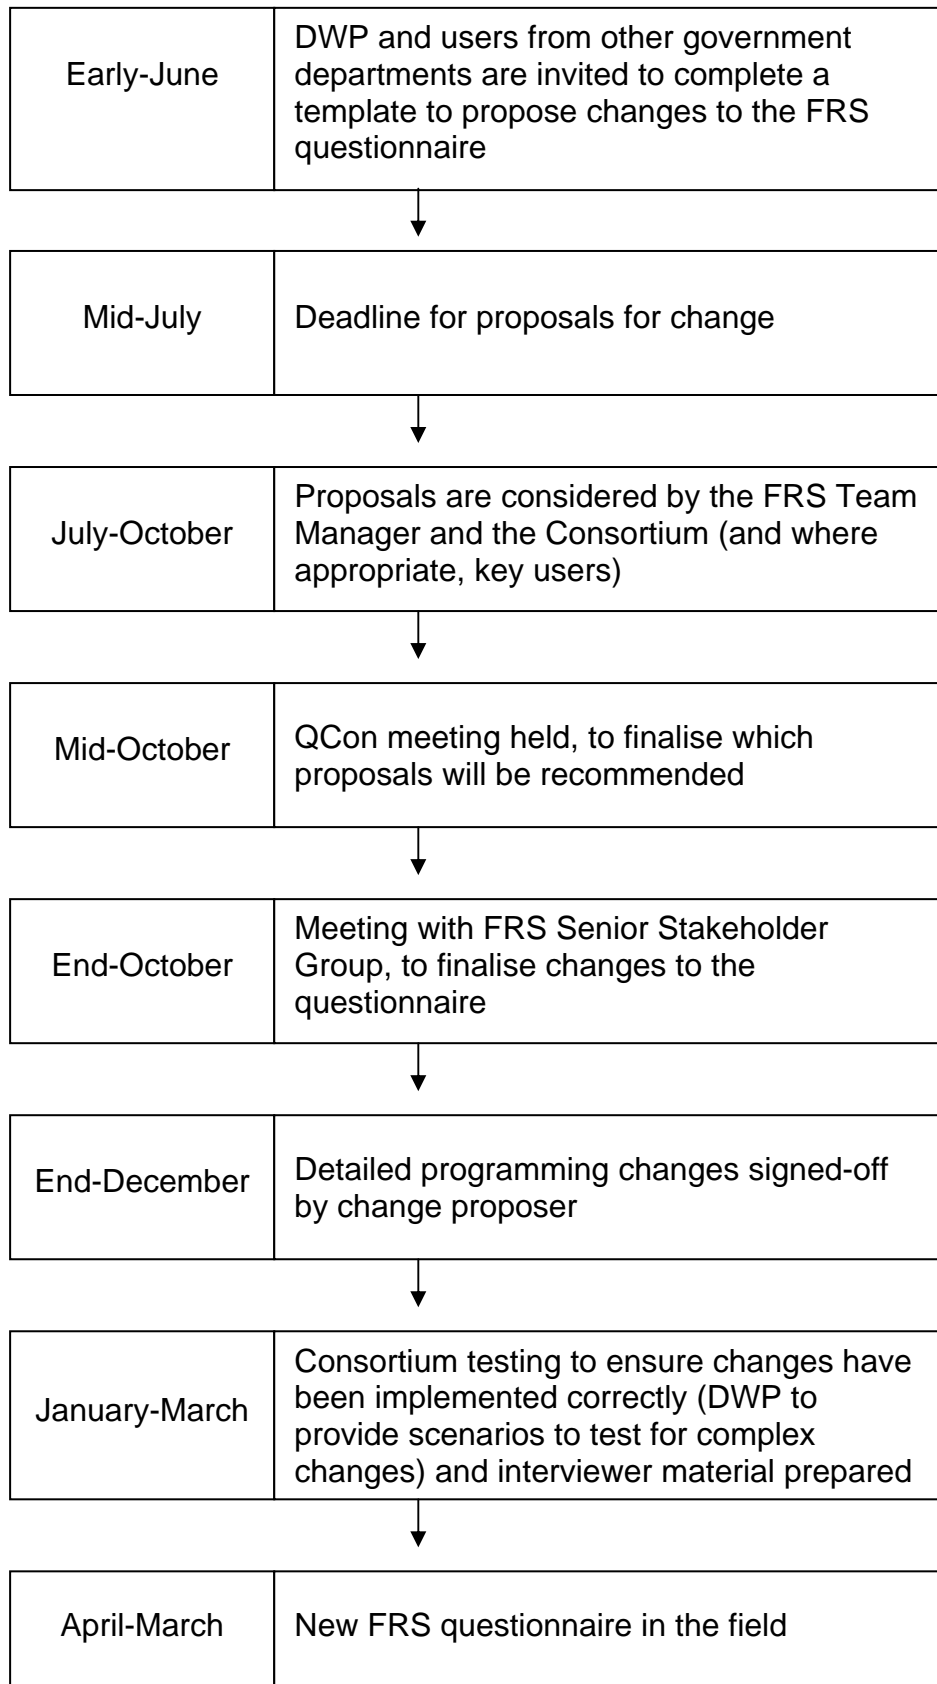 Early-June
DWP and users from other government
departments are invited to complete a
template to propose changes to the FRS
questionnaire
Mid-July
Deadline for proposals for change
July-October
Proposals are considered by the FRS Team
Manager and the Consortium (and where
appropriate, key users)
Mid-October
QCon meeting held, to finalise which
proposals will be recommended
End-October
Meeting with FRS Senior Stakeholder
Group, to finalise changes to the
questionnaire
End-December
Detailed programming changes signed-off
by change proposer
January-March
Consortium testing to ensure changes have
been implemented correctly (DWP to
provide scenarios to test for complex
changes) and interviewer material prepared
April-March
New FRS questionnaire in the field